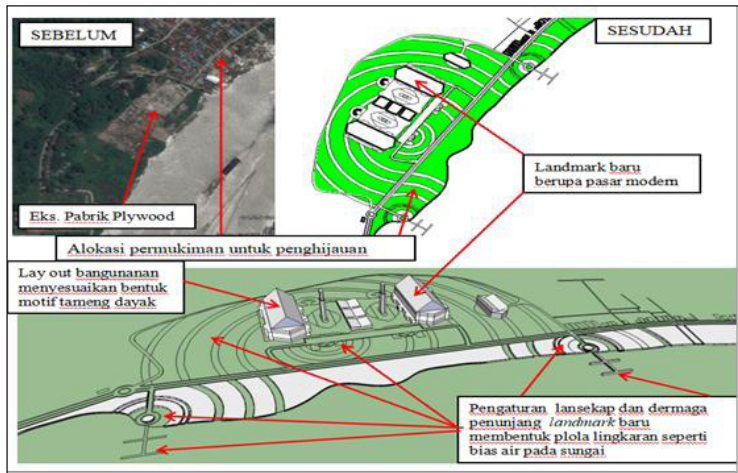 SEBELUM
SESUDAH
Eks. Pabrik Plywood
Landmark baru
berupa pasar modern
Alokasi permukiman untuk penghijauan
Lay out bangunanan
menyesuaikan bentuk
motif tameng dayak
Pengaturan lansekap dan dermaga
penunjang landmark baru
membentuk plola lingkaran seperti
bias air pada sungai